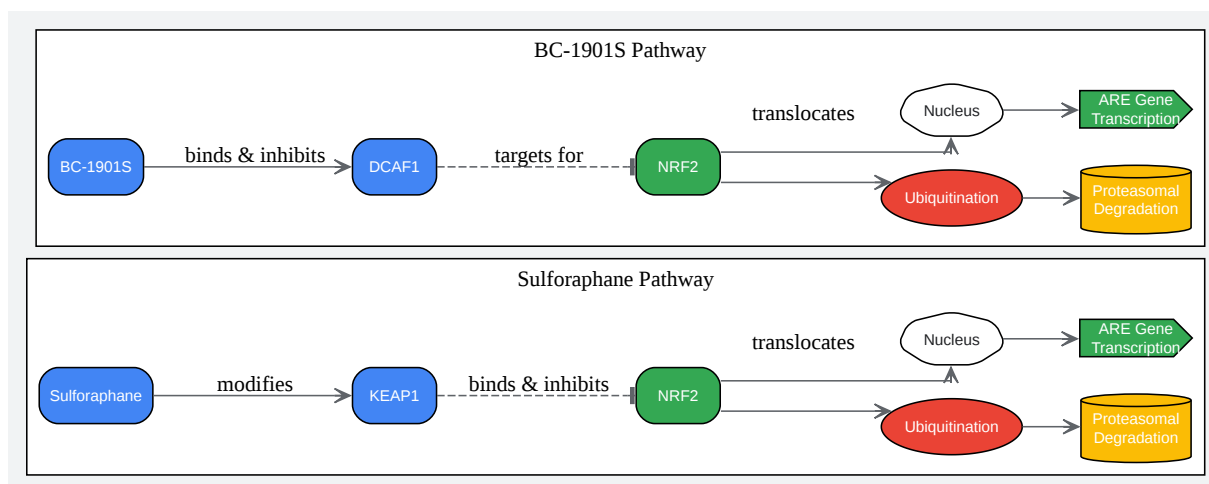 BC-1901S Pathway
BC-1901S
binds & inhibits
DCAF1
targets for
NRF2
translocates
Nucleus
ARE Gene
Transcription
Ubiquitination
Proteasomal
Degradation
Sulforaphane Pathway
Sulforaphane
modifies
KEAP1
binds & inhibits
NRF2
translocates
Nucleus
ARE Gene
Transcription
Ubiquitination
Proteasomal
Degradation